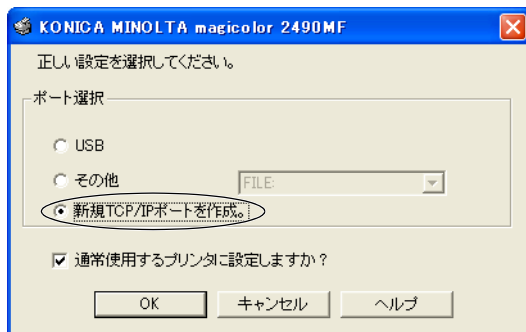 KONICA MINOLTA magicolor 2490MF
正しい設定を選択してください。
ポート選択
USB
その他
FILE:
新規TCP/IPポートを作成。
通常使用するプリンタに設定しますか？
OK
キャンセル
ヘルプ